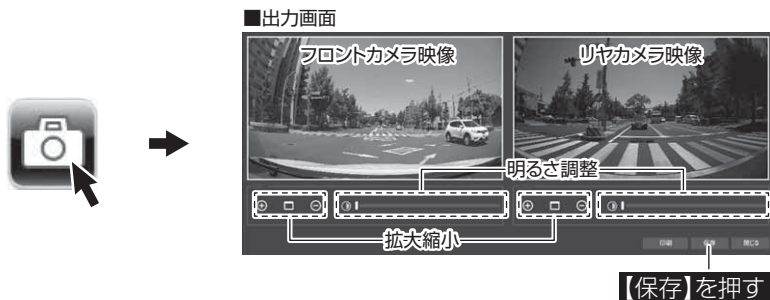 ■出力画面
フロントカメラ映像
リヤカメラ映像
明るさ調整
拡大縮小
印刷 保存 閉じる
【保存】を押す